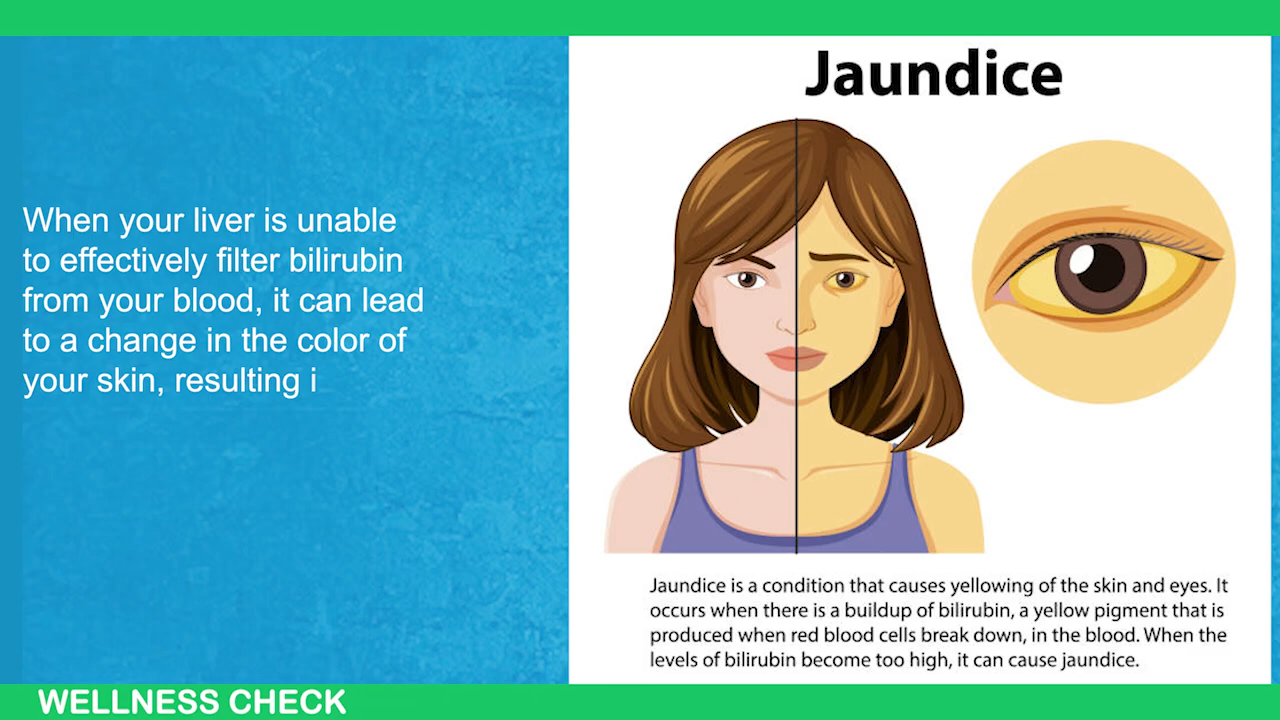 Jaundice
When your liver is unable
to effectively filter bilirubin
from your blood, it can lead
to a change in the color of
your skin, resulting i
Jaundice is a condition that causes yellowing of the skin and eyes. It
occurs when there is a buildup of bilirubin, a yellow pigment that is
produced when red blood cells break down, in the blood. When the
levels of bilirubin become too high, it can cause jaundice.
WELLNESS CHECK